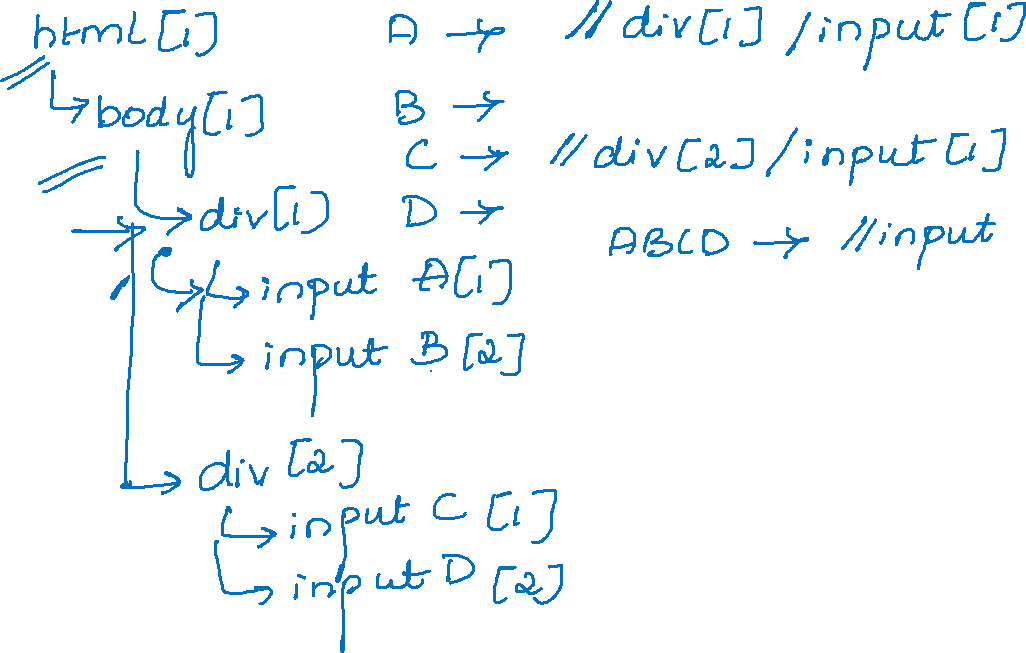 html[1]
body[1]
div[1]
input A[1]
input B[2]
div[2]
input C[1]
input D[2]
A → //div[1]/input[1]
B →
C → //div[2]/input[1]
D →
ABCD → //input